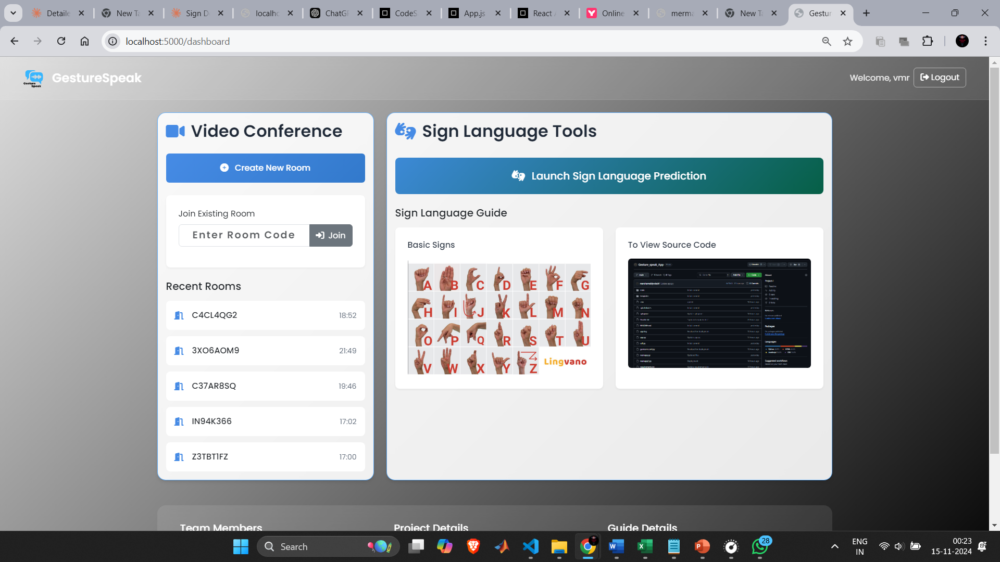 Detaile
New Ta
Sign D
localho
ChatGP
CodeS
App.js
React A
Online
merma
New Ta
Gestur
localhost:5000/dashboard
Gesture Speak
GestureSpeak
Welcome, vmr
Logout
Video Conference
Create New Room
Join Existing Room
Enter Room Code
Join
Recent Rooms
C4CL4QG2 18:52
3XO6AOM9 21:49
C37AR8SQ 19:46
IN94K366 17:02
Z3TBT1FZ 17:00
Sign Language Tools
Launch Sign Language Prediction
Sign Language Guide
Basic Signs
A B C D E F G
H I J K L M N
O P Q R S T U
V W X Y Z Lingvano
To View Source Code
Gesture_speak_App
Team Members
Project Details
Guide Details
Search
28
ENG
IN
00:23
15-11-2024